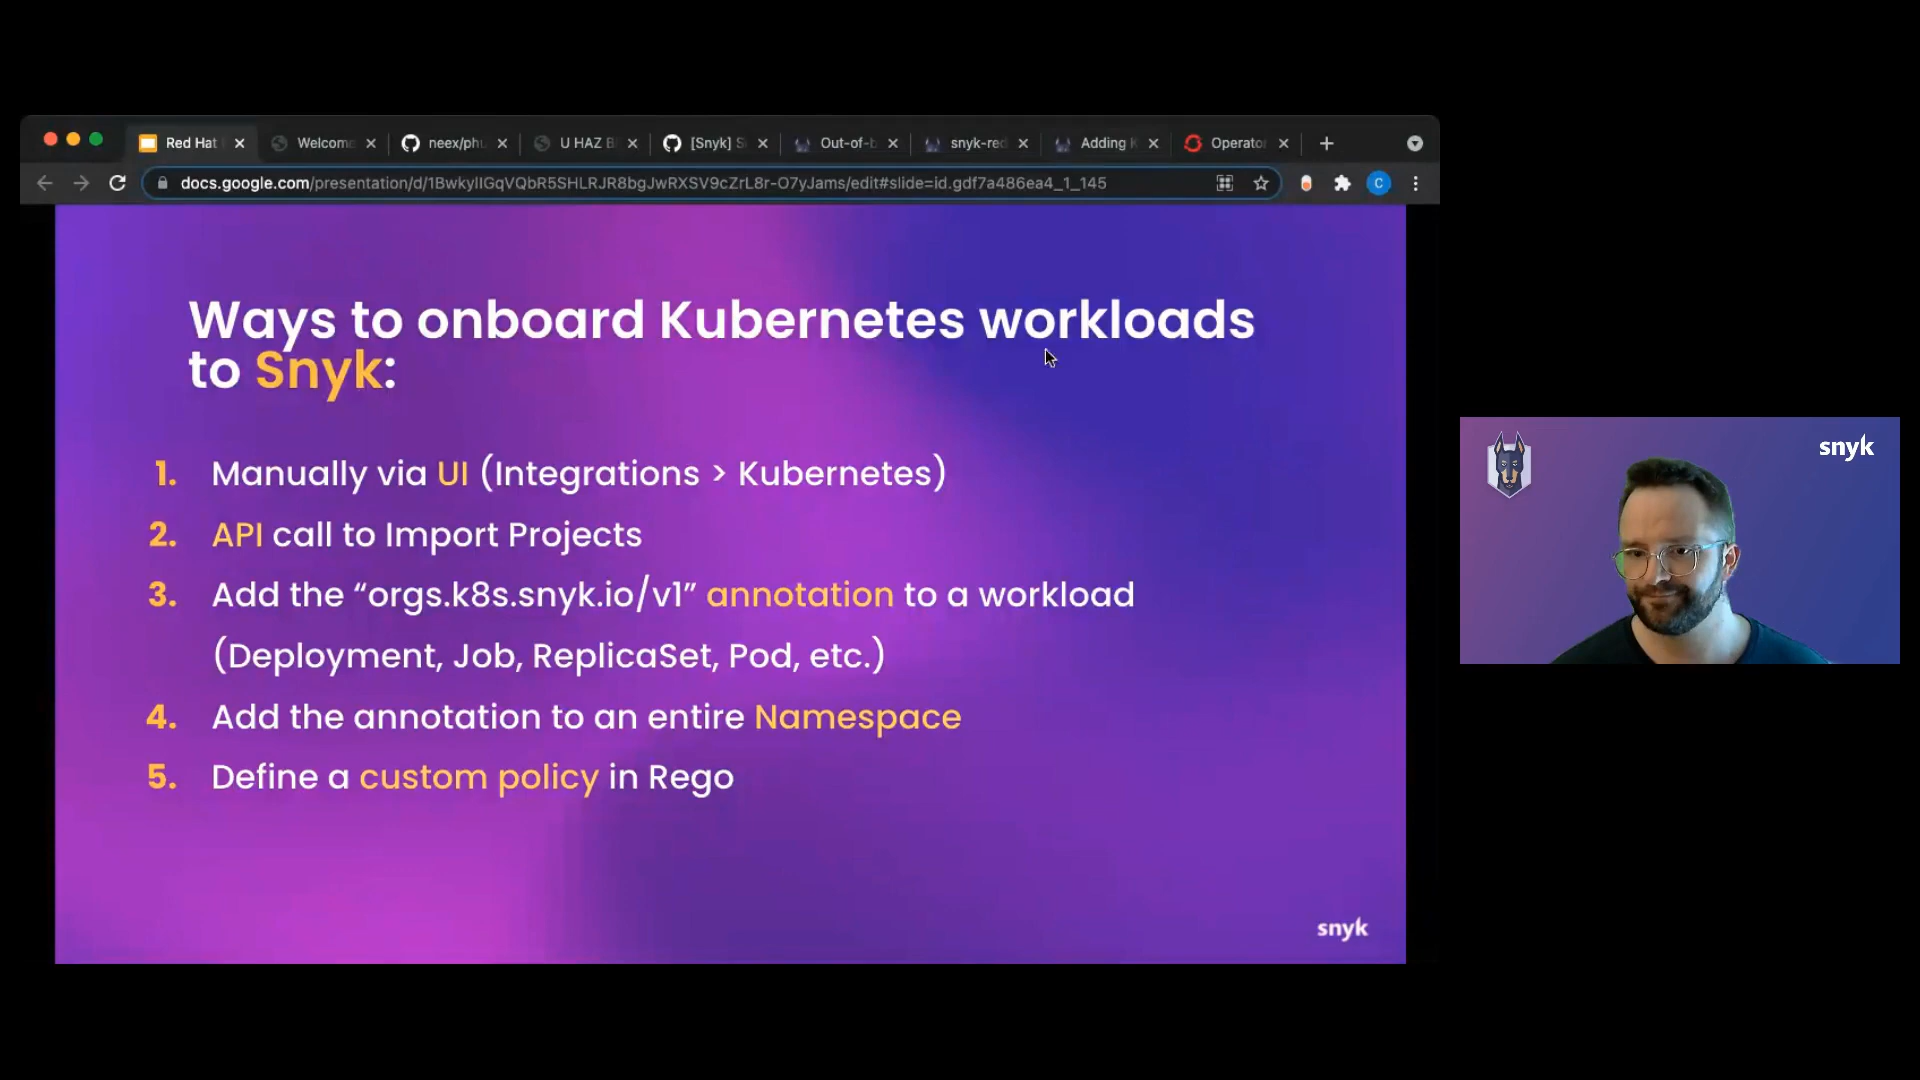 Red Hat
Welcome
neex/phu
U HAZ B
[Snyk] S
Out-of-b
snyk-red
Adding K
Operator
docs.google.com/presentation/d/1BwkylIGqVQbR5SHLRJR8bgJwRXSV9cZrL8r-O7yJams/edit#slide=id.gdf7a486ea4_1_145
C
Ways to onboard Kubernetes workloads
to Snyk:
1. Manually via UI (Integrations > Kubernetes)
2. API call to Import Projects
3. Add the “orgs.k8s.snyk.io/v1” annotation to a workload
(Deployment, Job, ReplicaSet, Pod, etc.)
4. Add the annotation to an entire Namespace
5. Define a custom policy in Rego
snyk
snyk